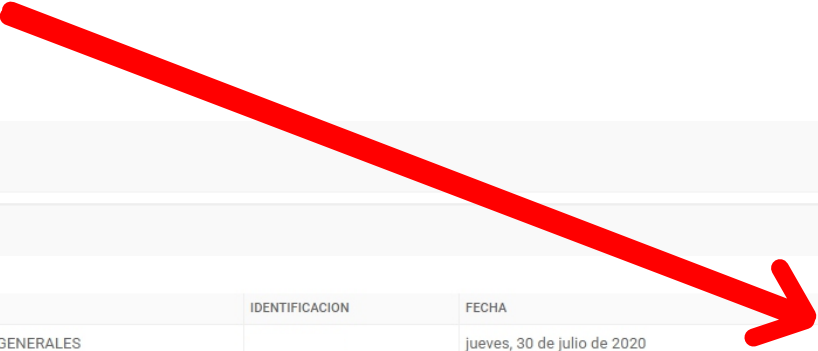 IDENTIFICACION FECHA
GENERALES jueves, 30 de julio de 2020